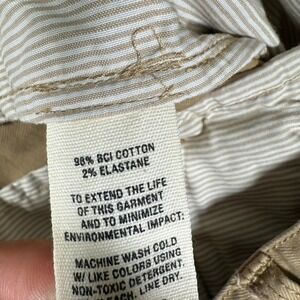 98% BCI COTTON
2% ELASTANE
TO EXTEND THE LIFE
OF THIS GARMENT
AND TO MINIMIZE
ENVIRONMENTAL IMPACT:
MACHINE WASH COLD
W/ LIKE COLORS USING
NON-TOXIC DETERGENT.
LINE DRY.